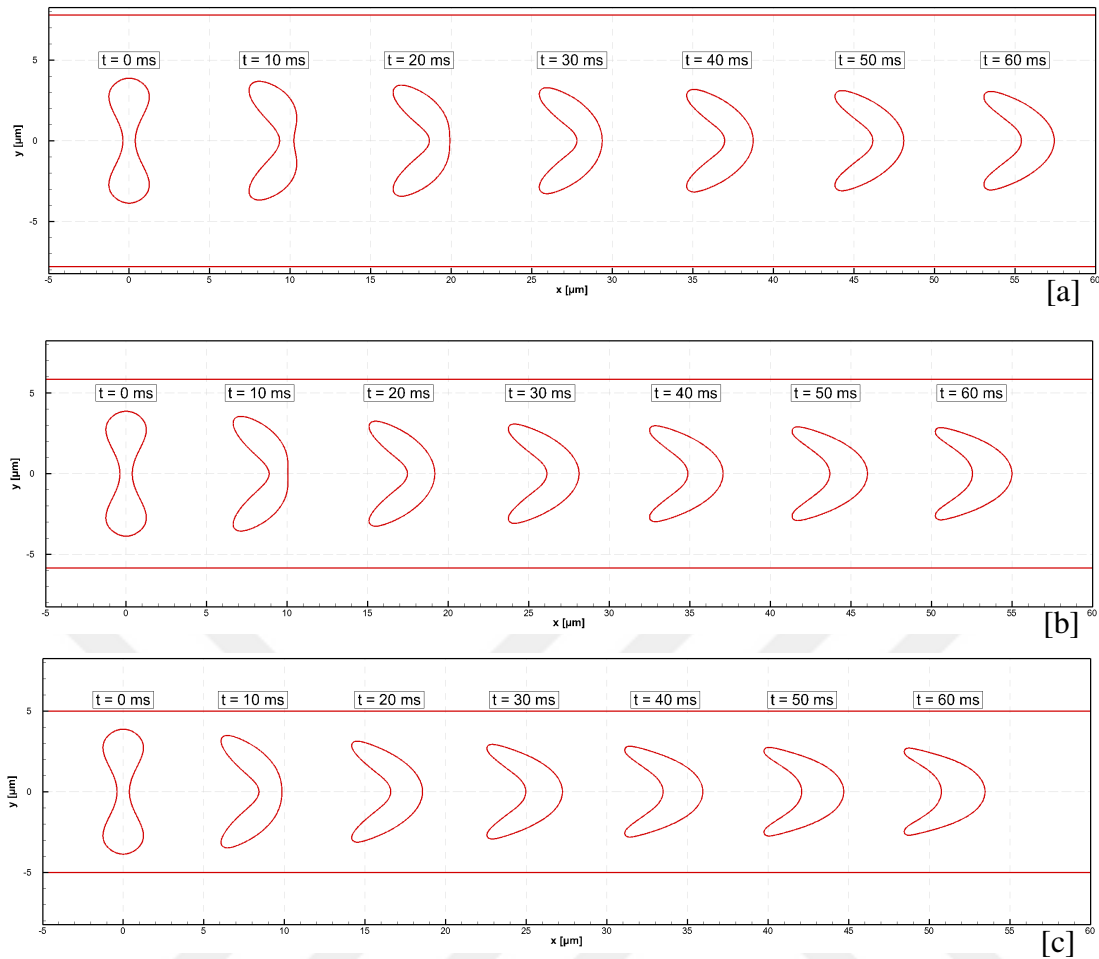 t = 0 ms t = 10 ms t = 20 ms t = 30 ms t = 40 ms t = 50 ms t = 60 ms
5
0
-5
y [µm]
-5 0 5 10 15 20 25 30 35 40 45 50 55 60
x [µm]
[a]
t = 0 ms t = 10 ms t = 20 ms t = 30 ms t = 40 ms t = 50 ms t = 60 ms
5
0
-5
y [µm]
-5 0 5 10 15 20 25 30 35 40 45 50 55 60
x [µm]
[b]
t = 0 ms t = 10 ms t = 20 ms t = 30 ms t = 40 ms t = 50 ms t = 60 ms
5
0
-5
y [µm]
-5 0 5 10 15 20 25 30 35 40 45 50 55 60
x [µm]
[c]